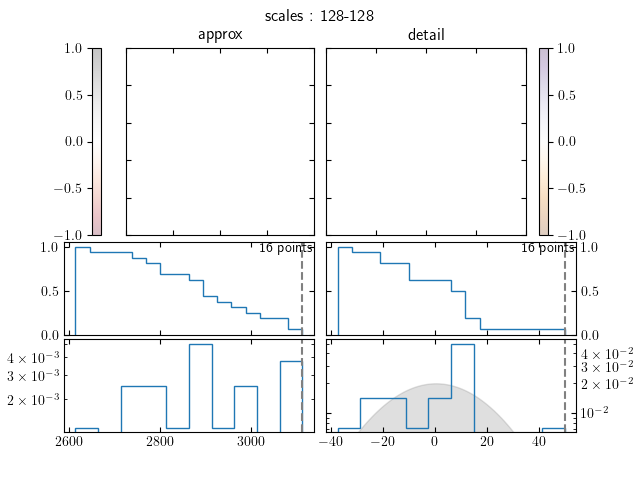 scales : 128-128
approx detail
1.0 1.0
0.5 0.5
0.0 0.0
−0.5 −0.5
−1.0 −1.0
1.0 16 points 16 points 1.0
0.5 0.5
0.0 0.0
4 × 10⁻³ 4 × 10⁻²
3 × 10⁻³ 3 × 10⁻²
2 × 10⁻³ 2 × 10⁻²
10⁻²
2600 2800 3000 −40 −20 0 20 40